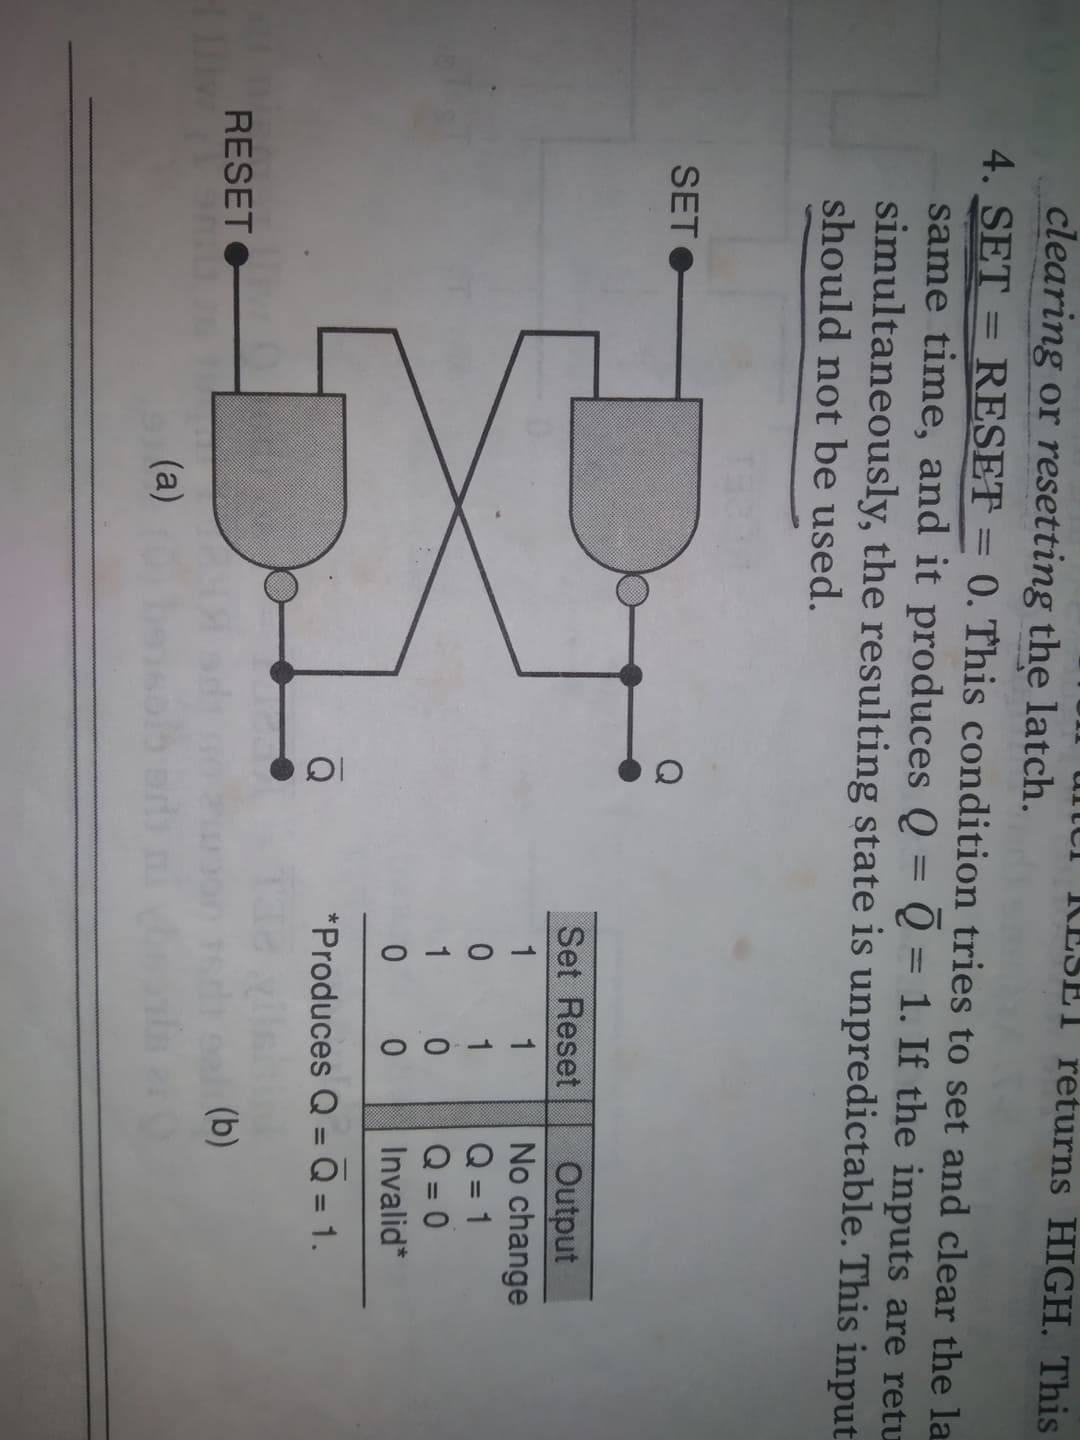 RESET returns HIGH. This
clearing or resetting the latch.
4. SET = RESET = 0. This condition tries to set and clear the
same time, and it produces Q = Q̄ = 1. If the inputs are
simultaneously, the resulting state is unpredictable. This input
should not be used.
SET
Q
RESET
Q̄
(a)
Set Reset Output
1 1 No change
0 1 Q = 1
1 0 Q = 0
0 0 Invalid*
*Produces Q = Q̄ = 1.
(b)